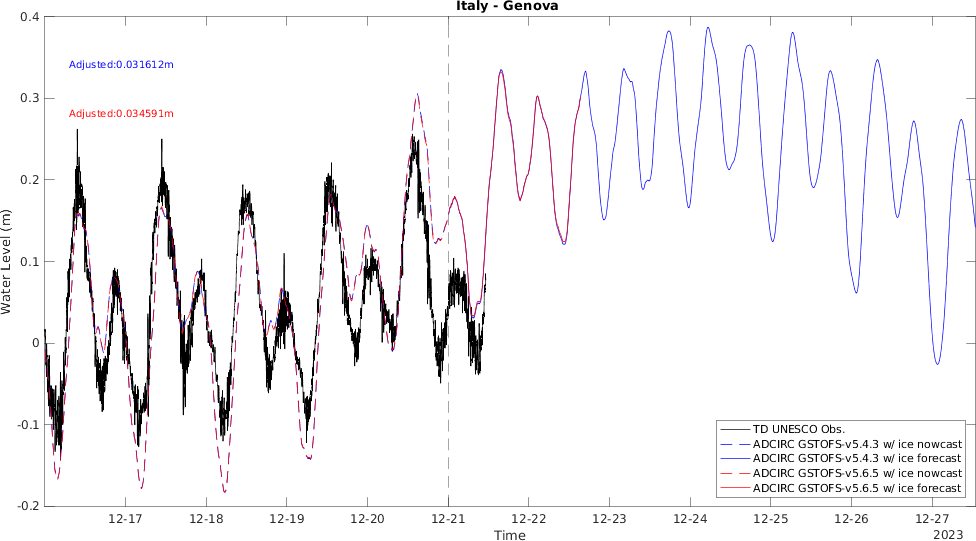 Italy - Genova
0.4
0.3
0.2
0.1
0
-0.1
-0.2
Water Level (m)
Adjusted:0.031612m
Adjusted:0.034591m
TD UNESCO Obs.
ADCIRC GSTOFS-v5.4.3 w/ ice nowcast
ADCIRC GSTOFS-v5.4.3 w/ ice forecast
ADCIRC GSTOFS-v5.6.5 w/ ice nowcast
ADCIRC GSTOFS-v5.6.5 w/ ice forecast
12-17 12-18 12-19 12-20 12-21 12-22 12-23 12-24 12-25 12-26 12-27
Time
2023